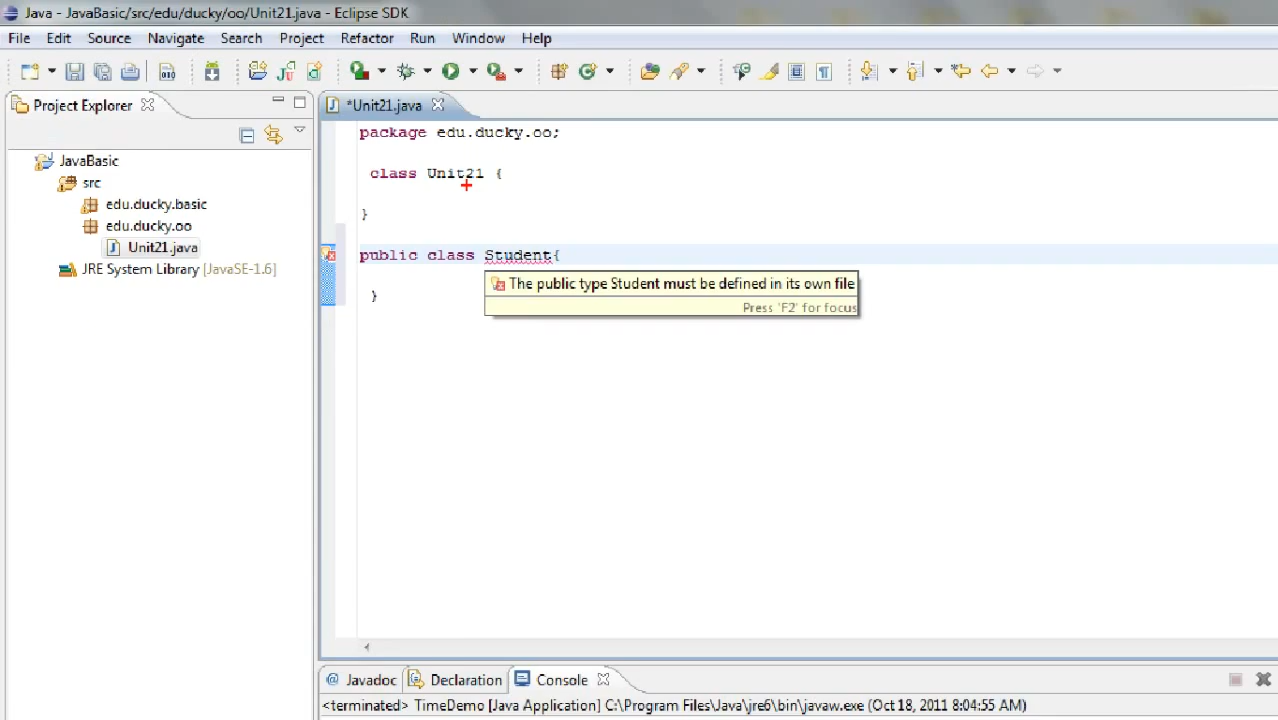 Java - JavaBasic/src/edu/ducky/oo/Unit21.java - Eclipse SDK
File Edit Source Navigate Search Project Refactor Run Window Help
Project Explorer
*Unit21.java
JavaBasic
src
edu.ducky.basic
edu.ducky.oo
Unit21.java
JRE System Library [JavaSE-1.6]
package edu.ducky.oo;
class Unit21 {
}
public class Student{
The public type Student must be defined in its own file
Press 'F2' for focus
}
@ Javadoc Declaration Console
<terminated> TimeDemo [Java Application] C:\Program Files\Java\jre6\bin\javaw.exe (Oct 18, 2011 8:04:55 AM)